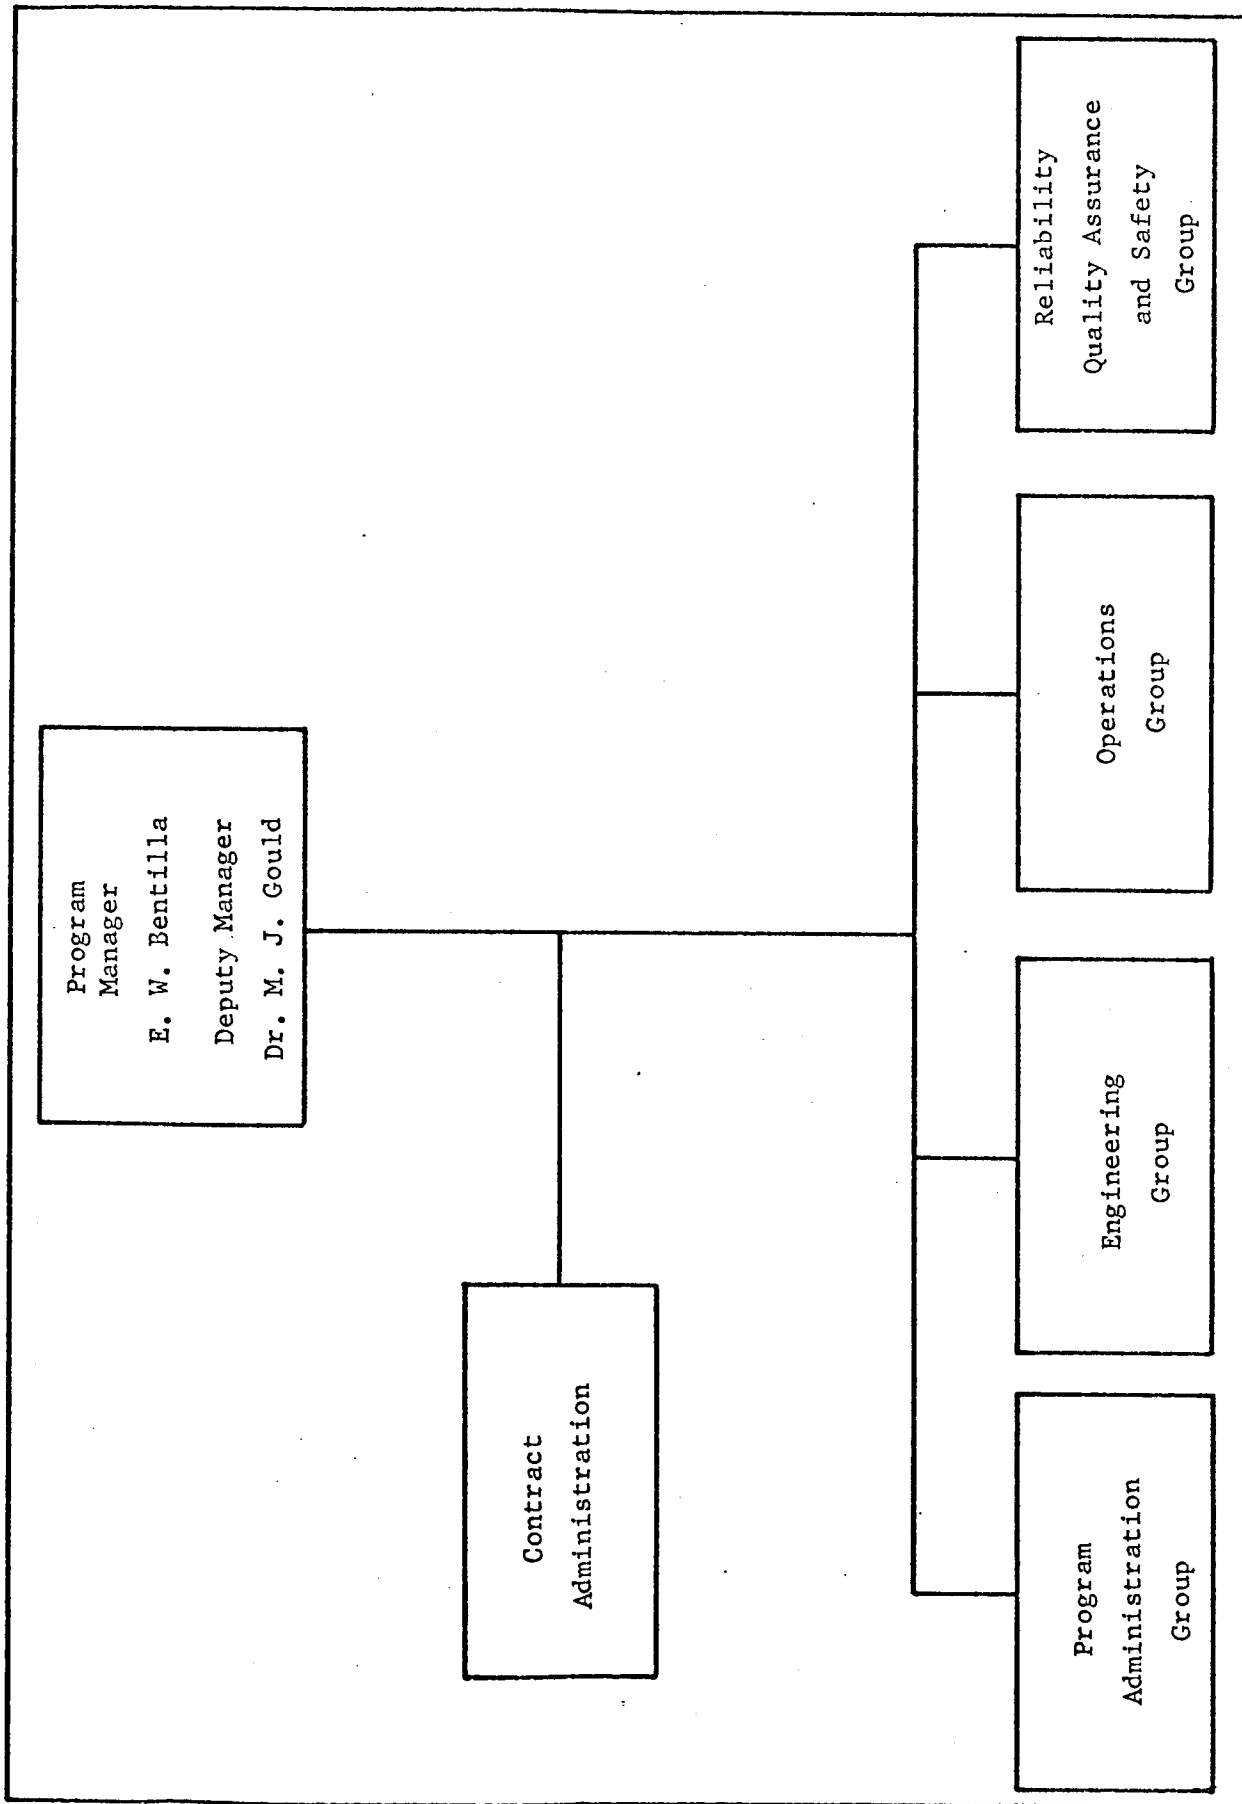 Program
Manager
E. W. Bentilla
Deputy Manager
Dr. M. J. Gould
Contract
Administration
Program
Administration
Group
Engineering
Group
Operations
Group
Reliability
Quality Assurance
and Safety
Group